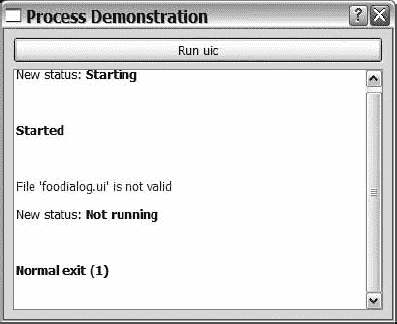 Process Demonstration
Run uic
New status: Starting
Started
File 'foodialog.ui' is not valid
New status: Not running
Normal exit (1)